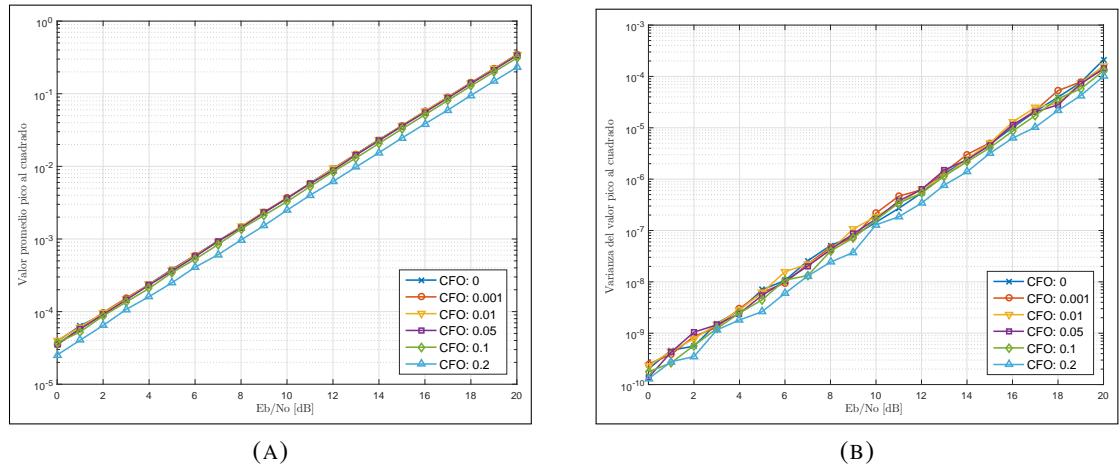 10^0
10^-1
10^-2
10^-3
10^-4
10^-5
Valor promedio pico al cuadrado
0 2 4 6 8 10 12 14 16 18 20
Eb/No [dB]
CFO: 0
CFO: 0.001
CFO: 0.01
CFO: 0.05
CFO: 0.1
CFO: 0.2
(A)
10^-3
10^-4
10^-5
10^-6
10^-7
10^-8
10^-9
10^-10
Varianza del valor pico al cuadrado
0 2 4 6 8 10 12 14 16 18 20
Eb/No [dB]
CFO: 0
CFO: 0.001
CFO: 0.01
CFO: 0.05
CFO: 0.1
CFO: 0.2
(B)